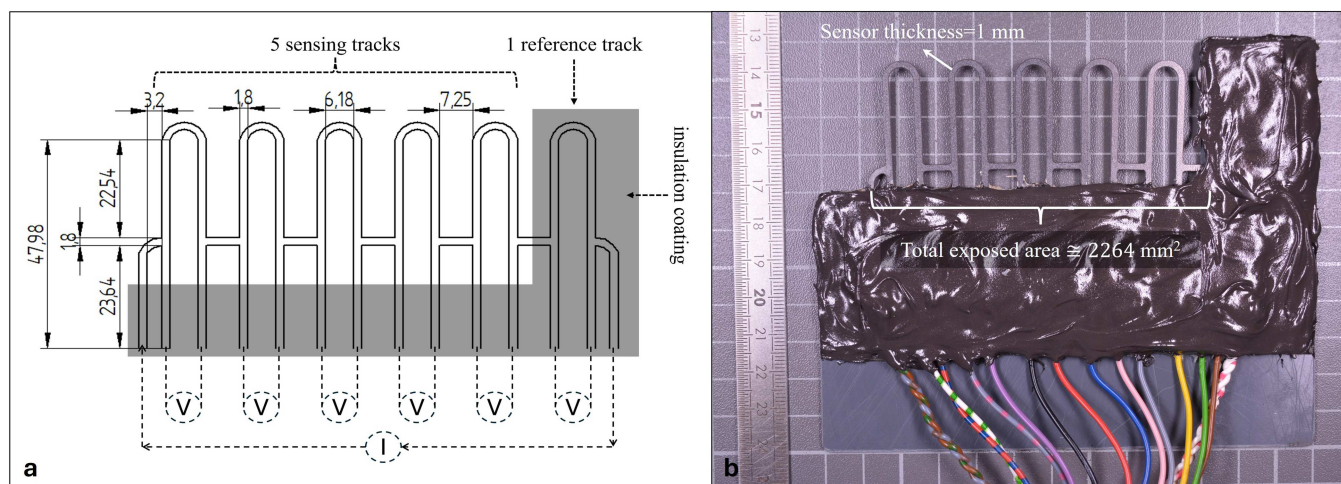 5 sensing tracks
1 reference track
3,2
1,8
6,18
7,25
22,54
1,8
47,98
23,64
insulation coating
V V V V V V
I
a
Sensor thickness=1 mm
13
14
15
16
17
18
19
20
21
22
23
Total exposed area ≅ 2264 mm²
b